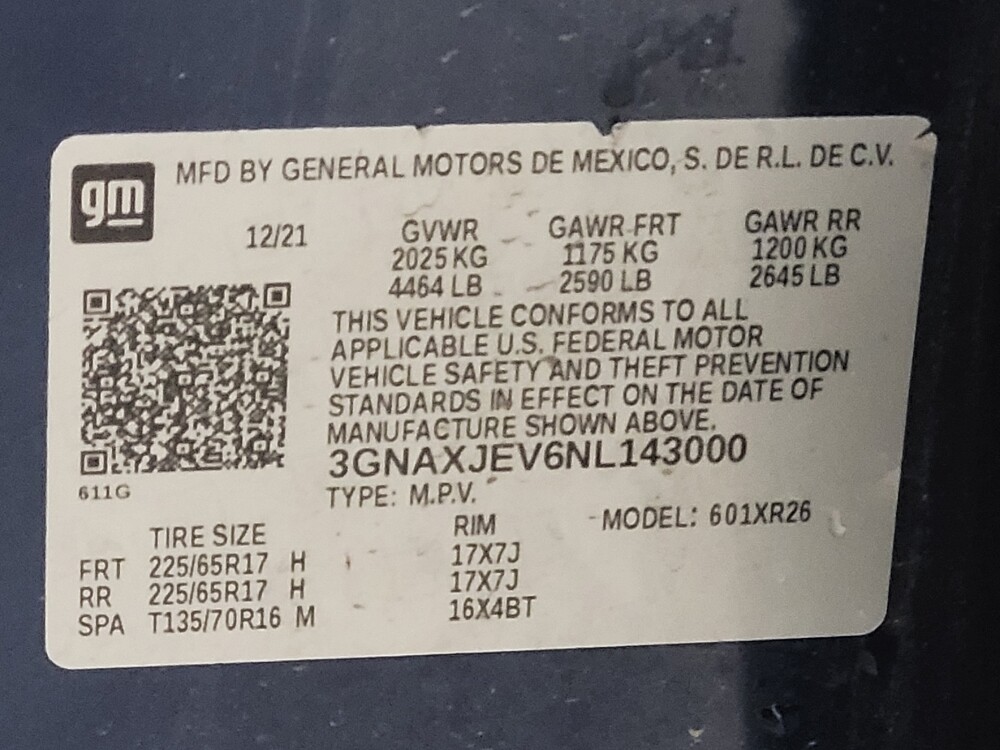 gm
MFD BY GENERAL MOTORS DE MEXICO, S. DE R.L. DE C.V.
12/21 GVWR GAWR FRT GAWR RR
2025 KG 1175 KG 1200 KG
4464 LB 2590 LB 2645 LB
THIS VEHICLE CONFORMS TO ALL
APPLICABLE U.S. FEDERAL MOTOR
VEHICLE SAFETY AND THEFT PREVENTION
STANDARDS IN EFFECT ON THE DATE OF
MANUFACTURE SHOWN ABOVE.
3GNAXJEV6NL143000
611G
TYPE: M.P.V.
TIRE SIZE RIM MODEL: 601XR26
FRT 225/65R17 H 17X7J
RR 225/65R17 H 17X7J
SPA T135/70R16 M 16X4BT